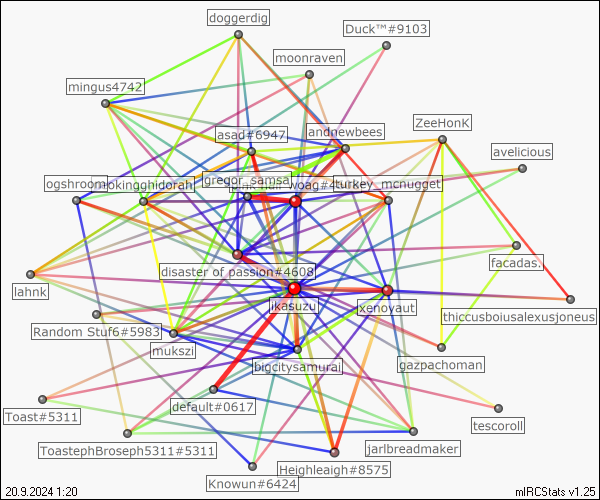 doggerdig
Duck™#9103
moonraven
mingus4742
ZeeHonK
asad#6947
andnewbees
avelicious
gregor_samsa
woag#4
ogshroom
mokinghidorah
turkey_mcnugget
disaster of passion#4608
facadas.
lahnk
ikasuzu
xenoyaut
thiccusboiusalexusjoneus
Random Stuf6#5983
mukszi
bigcitysamurai
gazpachoman
default#0617
Toast#5311
tescoroll
ToastephBroseph5311#5311
jarlbreadmaker
Heighleaigh#8575
Knowun#6424
20.9.2024 1:20
mIRCStats v1.25